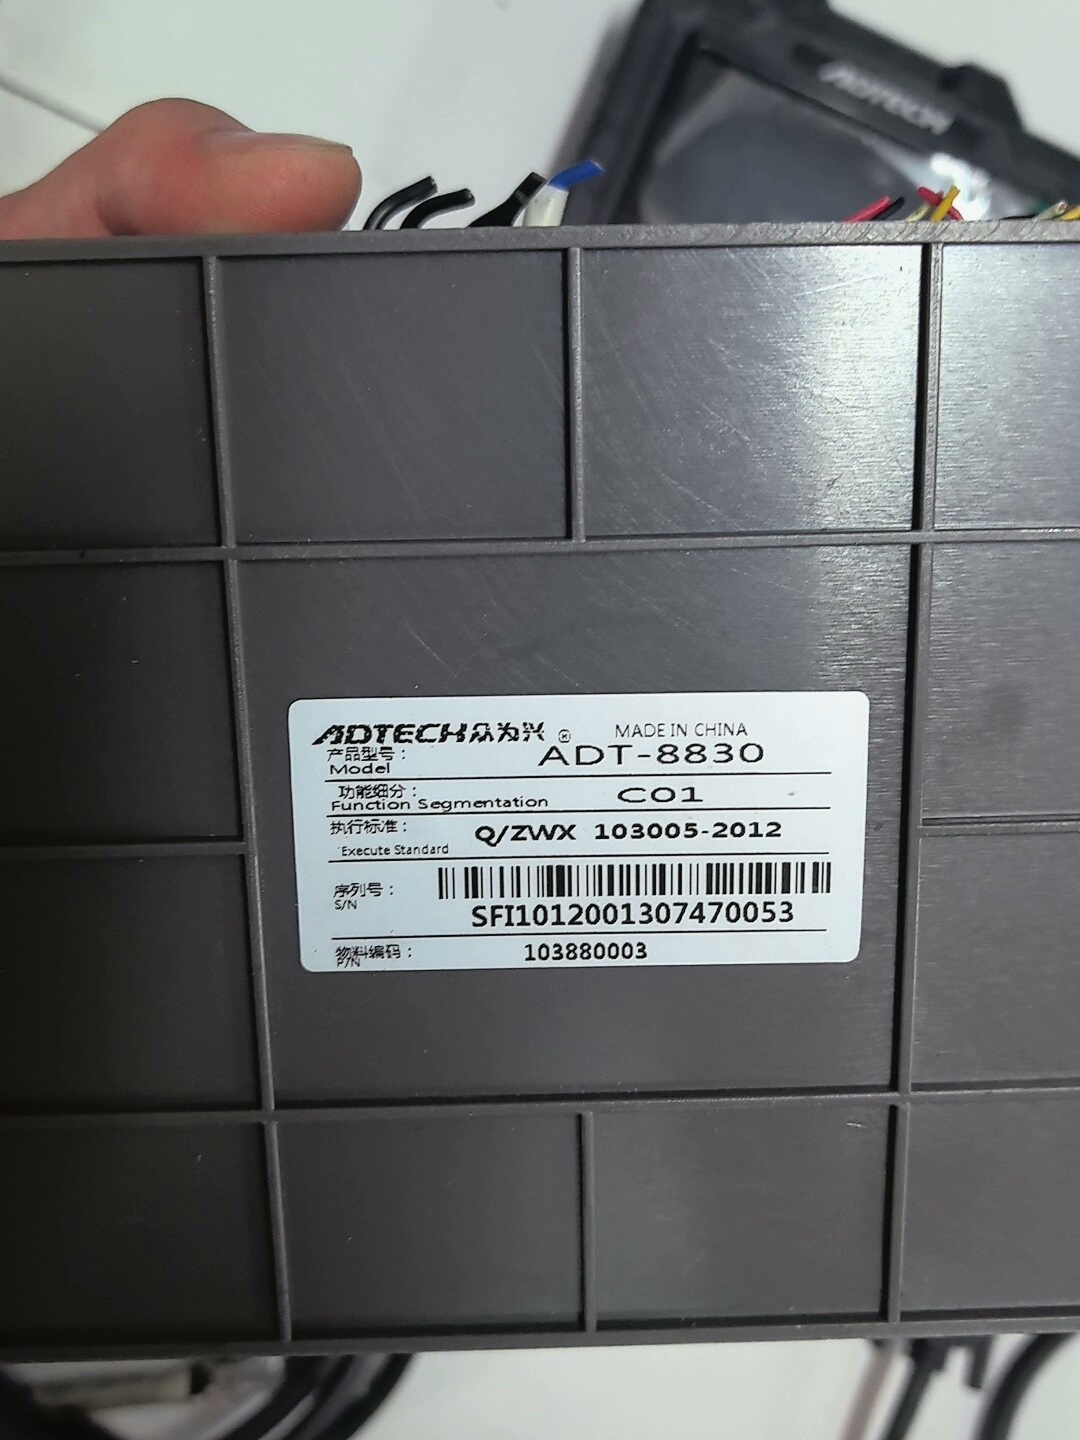 ADTECH
ADTECH众为兴® MADE IN CHINA
产品型号: ADT-8830
Model
功能细分: C01
Function Segmentation
执行标准: Q/ZWX 103005-2012
Execute Standard
序列号:
S/N
SFI1012001307470053
物料编码: 103880003
P/N